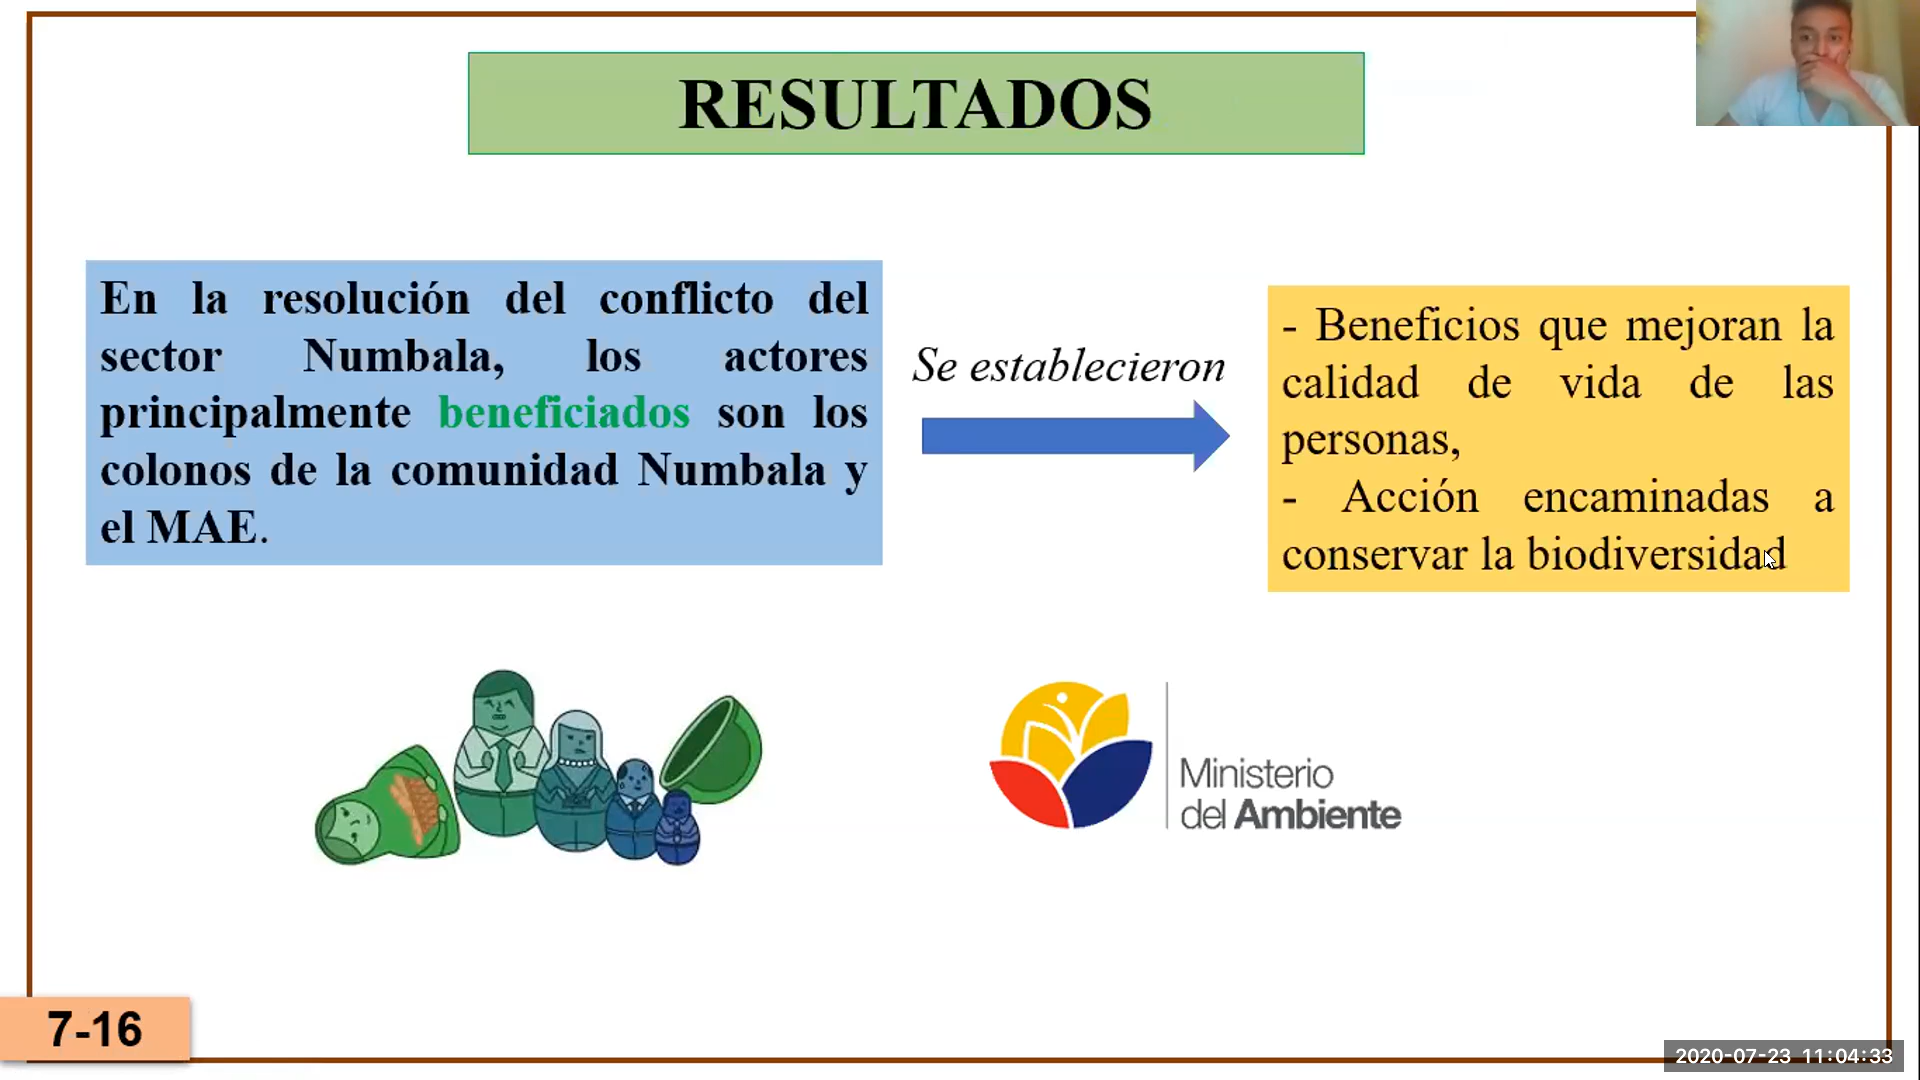 RESULTADOS
En la resolución del conflicto del
sector Numbala, los actores
principalmente beneficiados son los
colonos de la comunidad Numbala y
el MAE.
Se establecieron
- Beneficios que mejoran la
calidad de vida de las
personas,
- Acción encaminadas a
conservar la biodiversidad
Ministerio
del Ambiente
7-16
2020-07-23 11:04:33